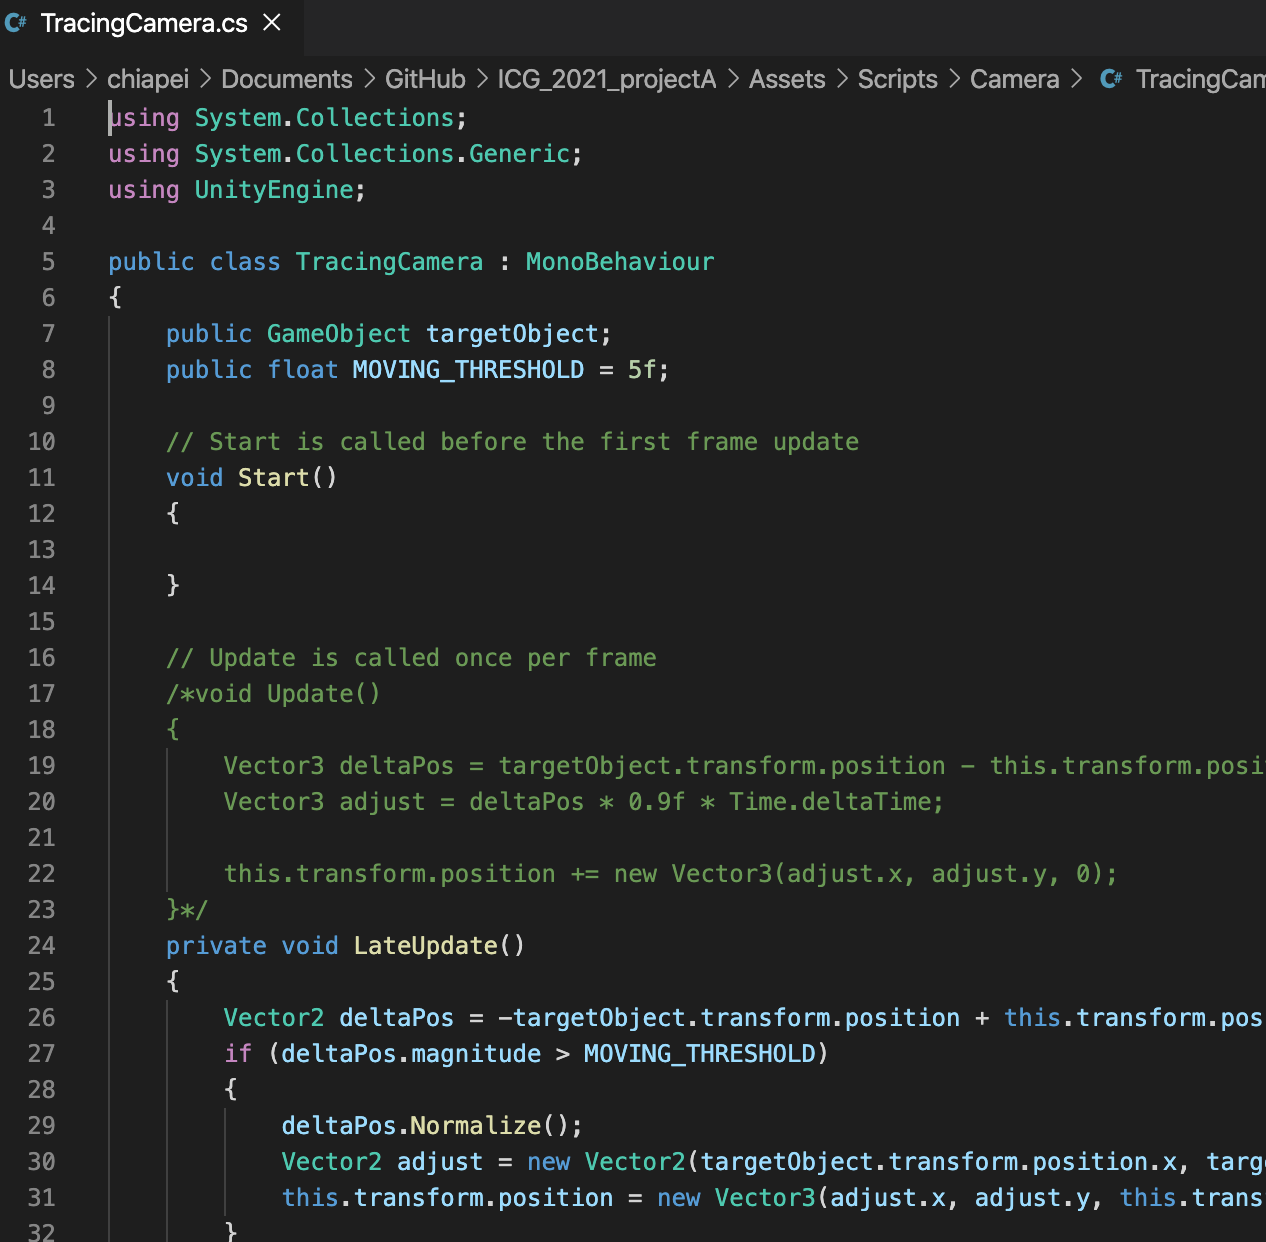 C# TracingCamera.cs ×
Users > chiapei > Documents > GitHub > ICG_2021_projectA > Assets > Scripts > Camera > C# TracingCam
1 using System.Collections;
2 using System.Collections.Generic;
3 using UnityEngine;
4
5 public class TracingCamera : MonoBehaviour
6 {
7     public GameObject targetObject;
8     public float MOVING_THRESHOLD = 5f;
9
10     // Start is called before the first frame update
11     void Start()
12     {
13
14     }
15
16     // Update is called once per frame
17     /*void Update()
18     {
19         Vector3 deltaPos = targetObject.transform.position - this.transform.posi
20         Vector3 adjust = deltaPos * 0.9f * Time.deltaTime;
21
22         this.transform.position += new Vector3(adjust.x, adjust.y, 0);
23     }*/
24     private void LateUpdate()
25     {
26         Vector2 deltaPos = -targetObject.transform.position + this.transform.pos
27         if (deltaPos.magnitude > MOVING_THRESHOLD)
28         {
29             deltaPos.Normalize();
30             Vector2 adjust = new Vector2(targetObject.transform.position.x, targ
31             this.transform.position = new Vector3(adjust.x, adjust.y, this.trans
32         }